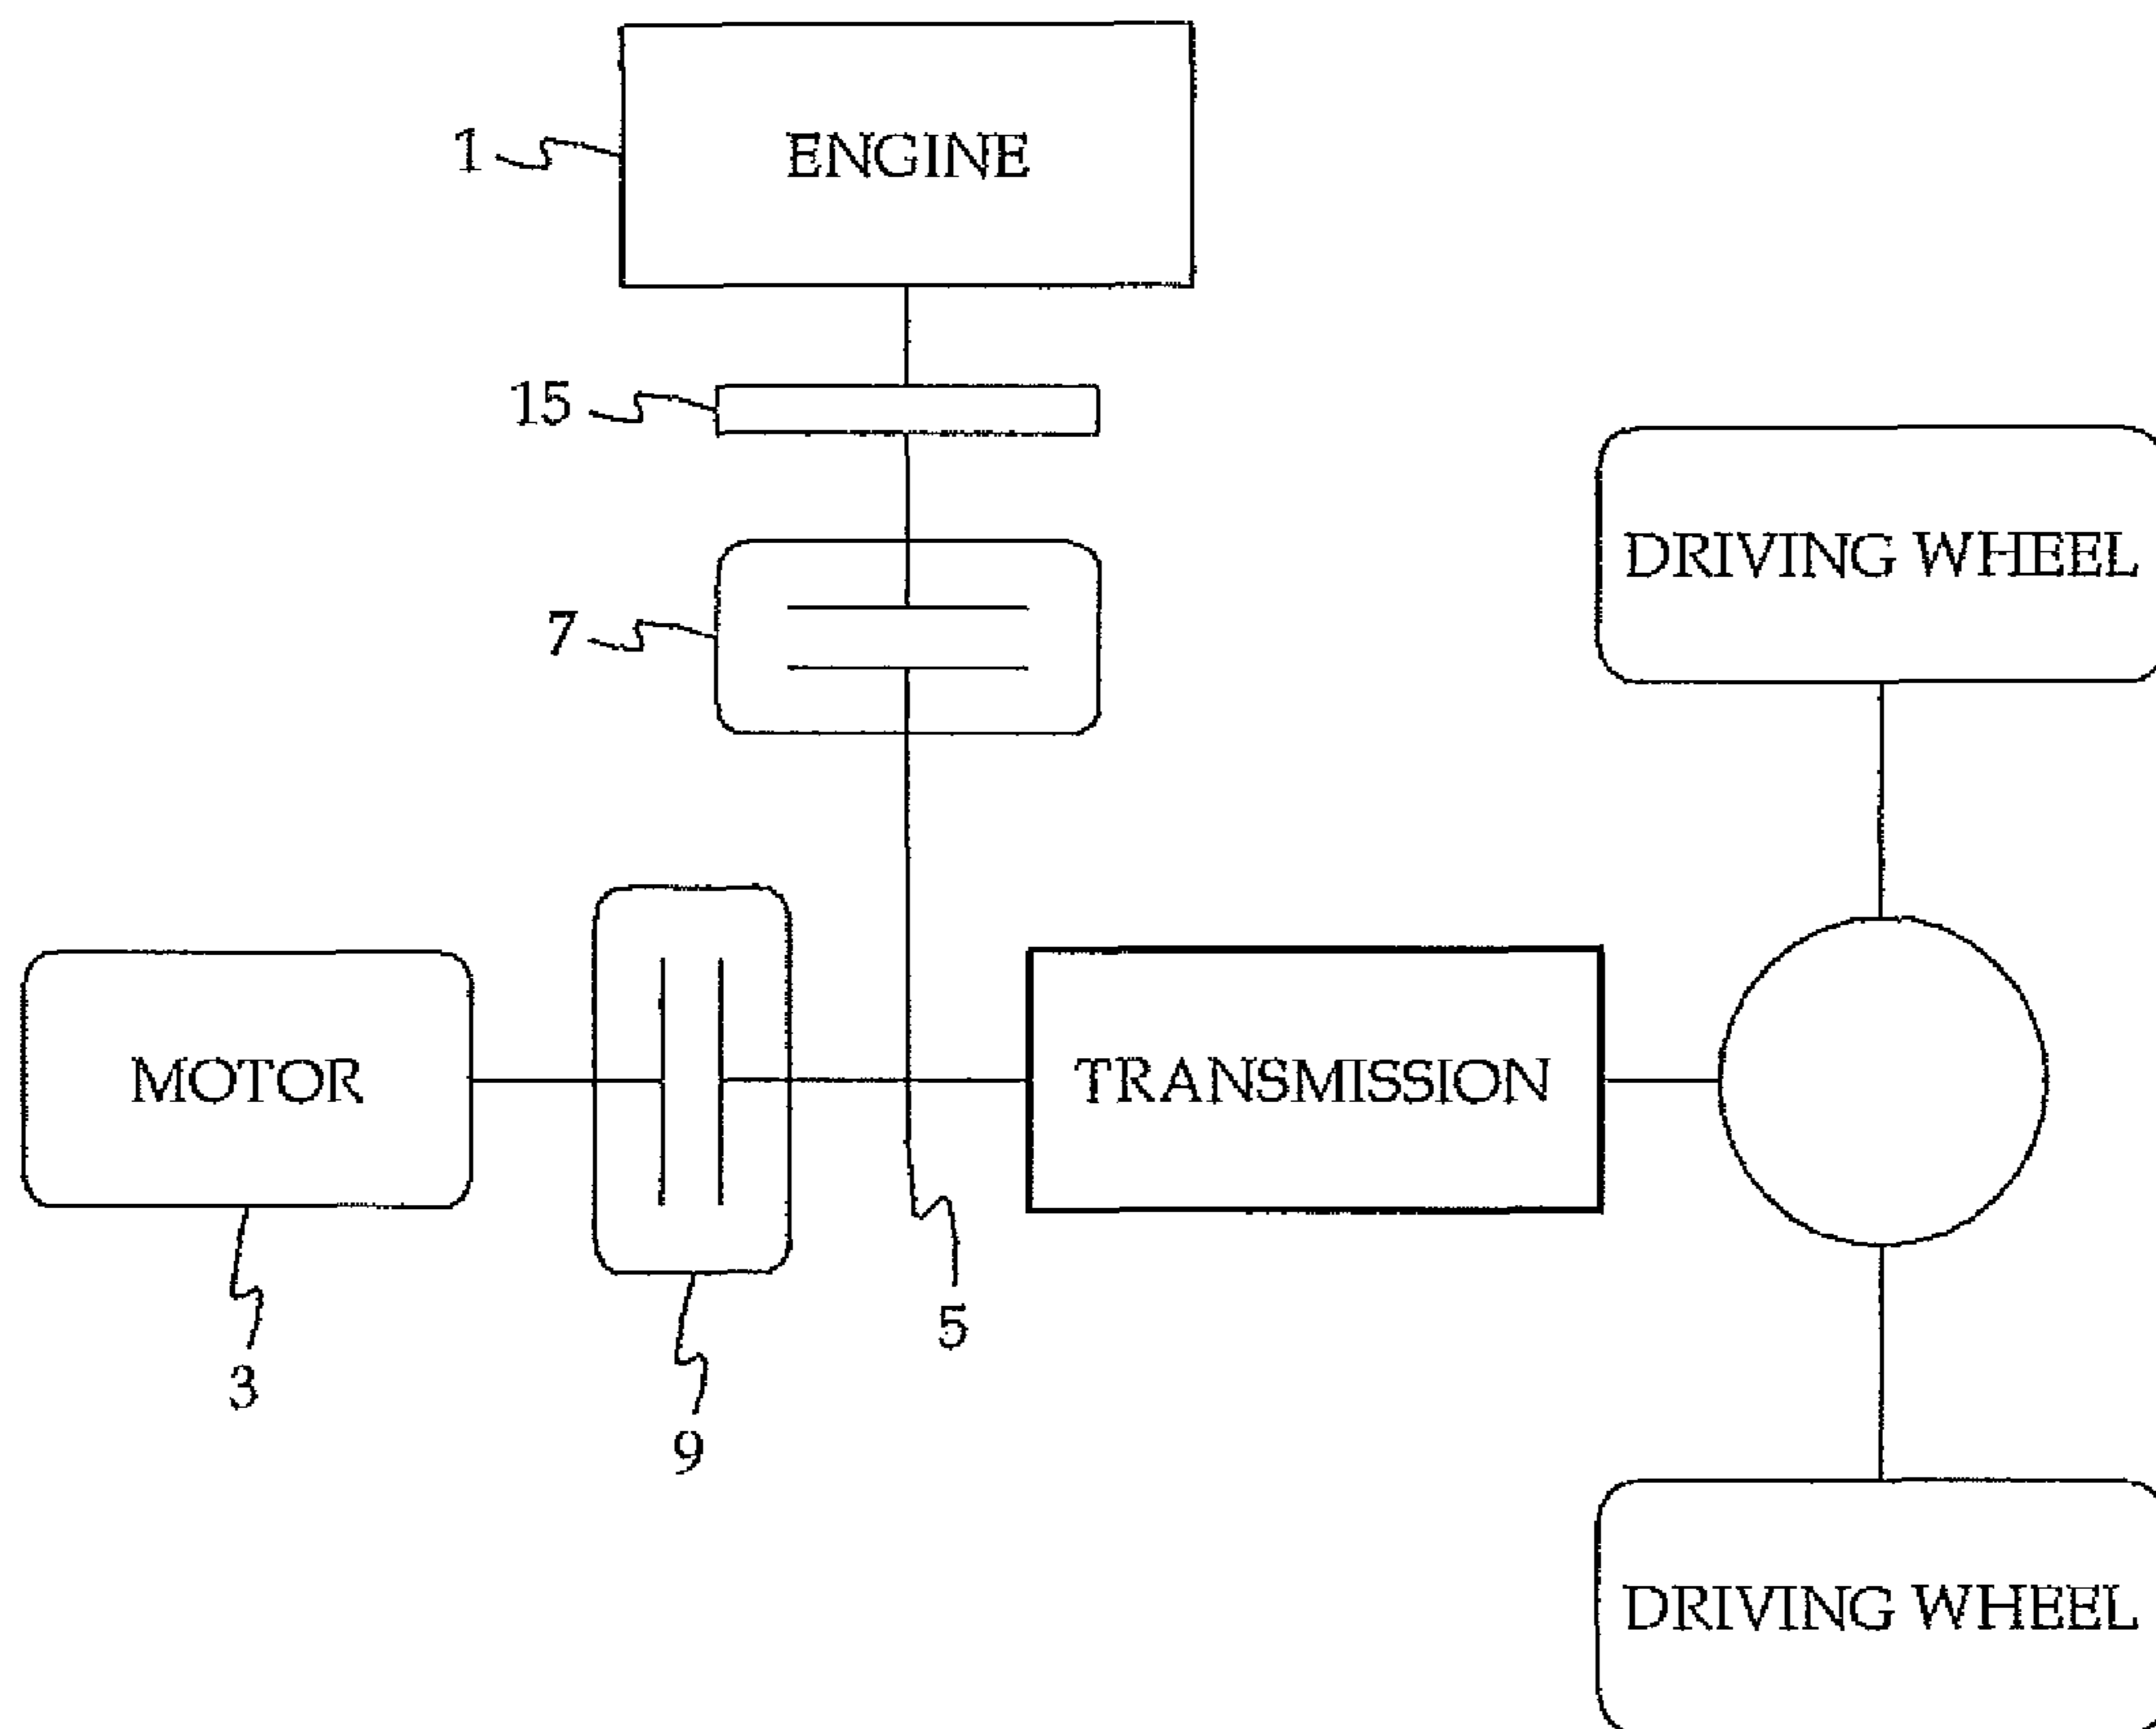 1
ENGINE
15
DRIVING WHEEL
7
MOTOR
TRANSMISSION
5
3
9
DRIVING WHEEL